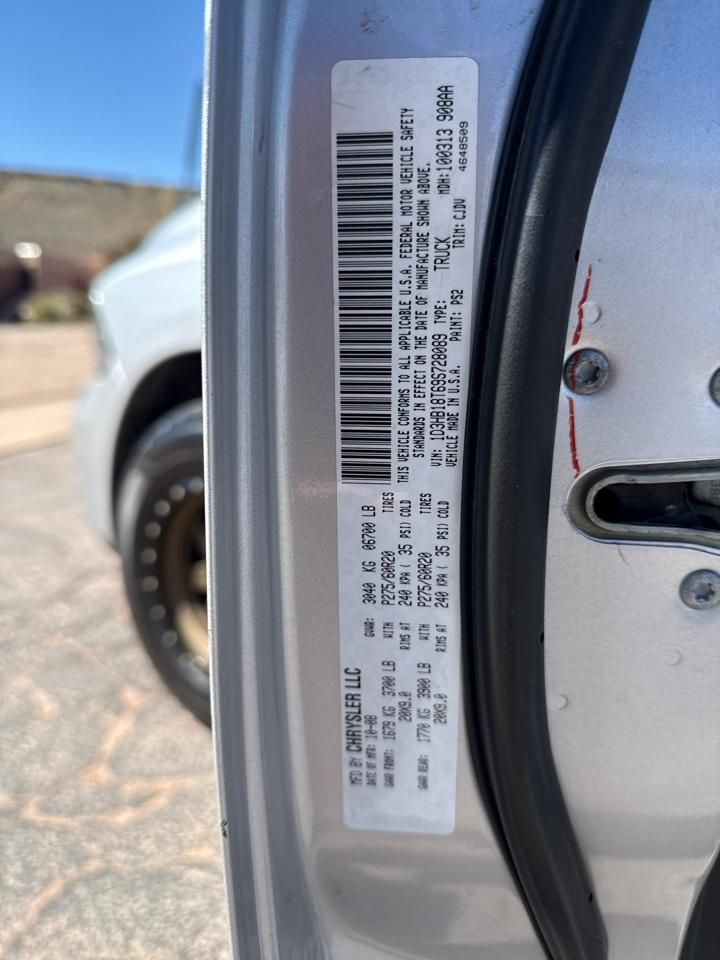 MFD BY CHRYSLER LLC
DATE OF MFR: 10-08 GVWR: 3040 KG 06700 LB
GAWR FRONT: 1679 KG 3700 LB WITH P275/60R20 TIRES
20X9.0 RIMS AT 240 KPA ( 35 PSI) COLD
GAWR REAR: 1770 KG 3900 LB WITH P275/60R20 TIRES
20X9.0 RIMS AT 240 KPA ( 35 PSI) COLD
THIS VEHICLE CONFORMS TO ALL APPLICABLE U.S.A. FEDERAL MOTOR VEHICLE SAFETY
STANDARDS IN EFFECT ON THE DATE OF MANUFACTURE SHOWN ABOVE.
VIN: 1D3HB18T69S728089 TYPE: TRUCK MDH:100313 908AA
VEHICLE MADE IN U.S.A. PAINT: PS2 TRIM: CJDV 4648509